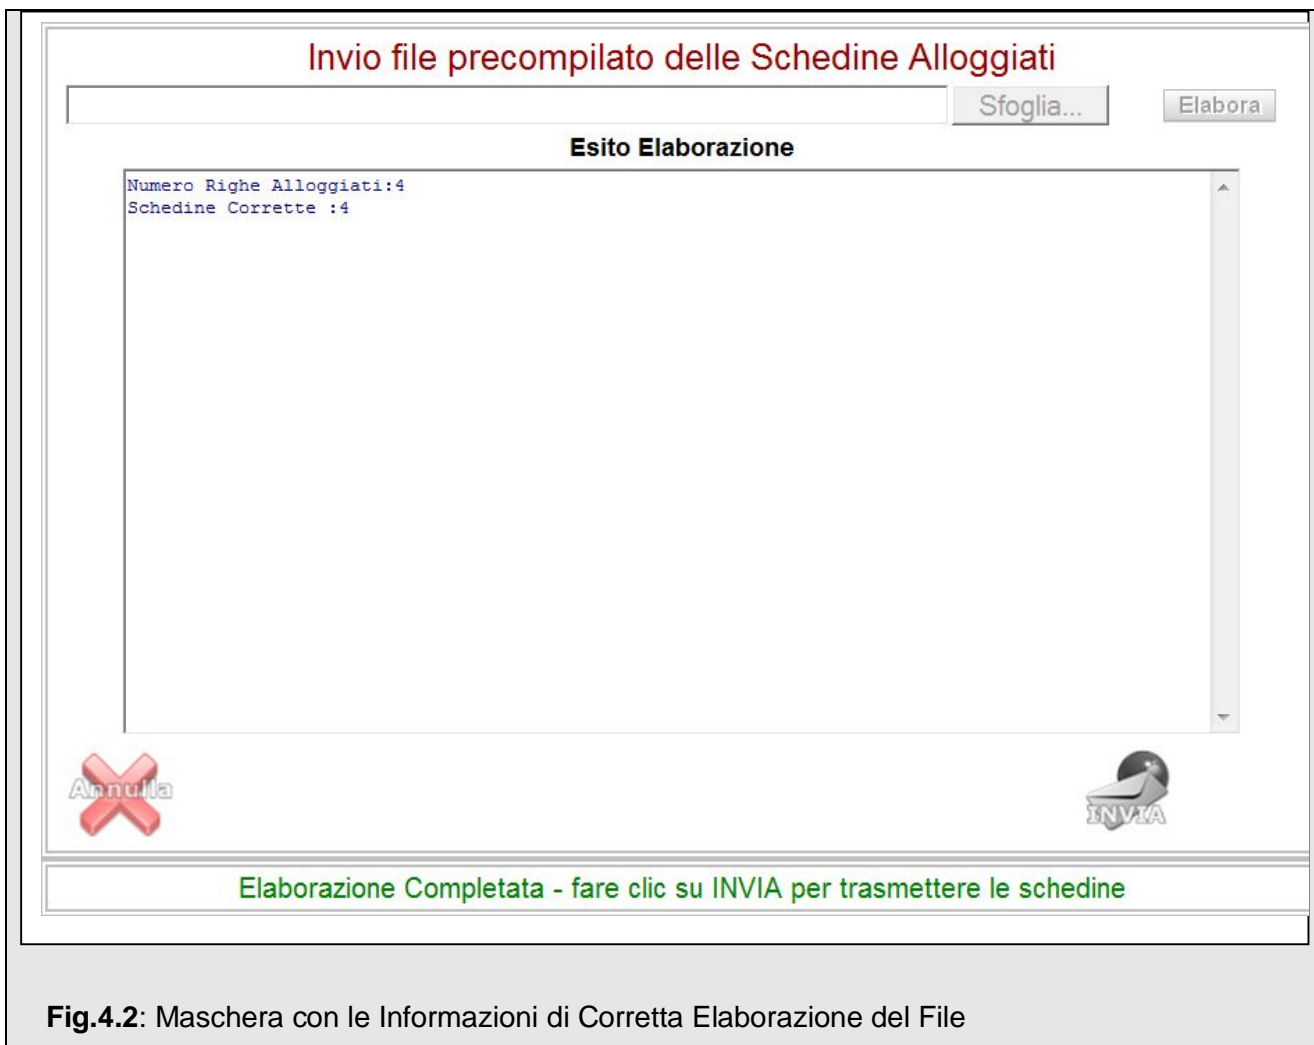 Invio file precompilato delle Schedine Alloggiati
Sfoglia... Elabora
Esito Elaborazione
Numero Righe Alloggiati:4
Schedine Corrette :4
Annulla INVIA
Elaborazione Completata - fare clic su INVIA per trasmettere le schedine
Fig.4.2: Maschera con le Informazioni di Corretta Elaborazione del File